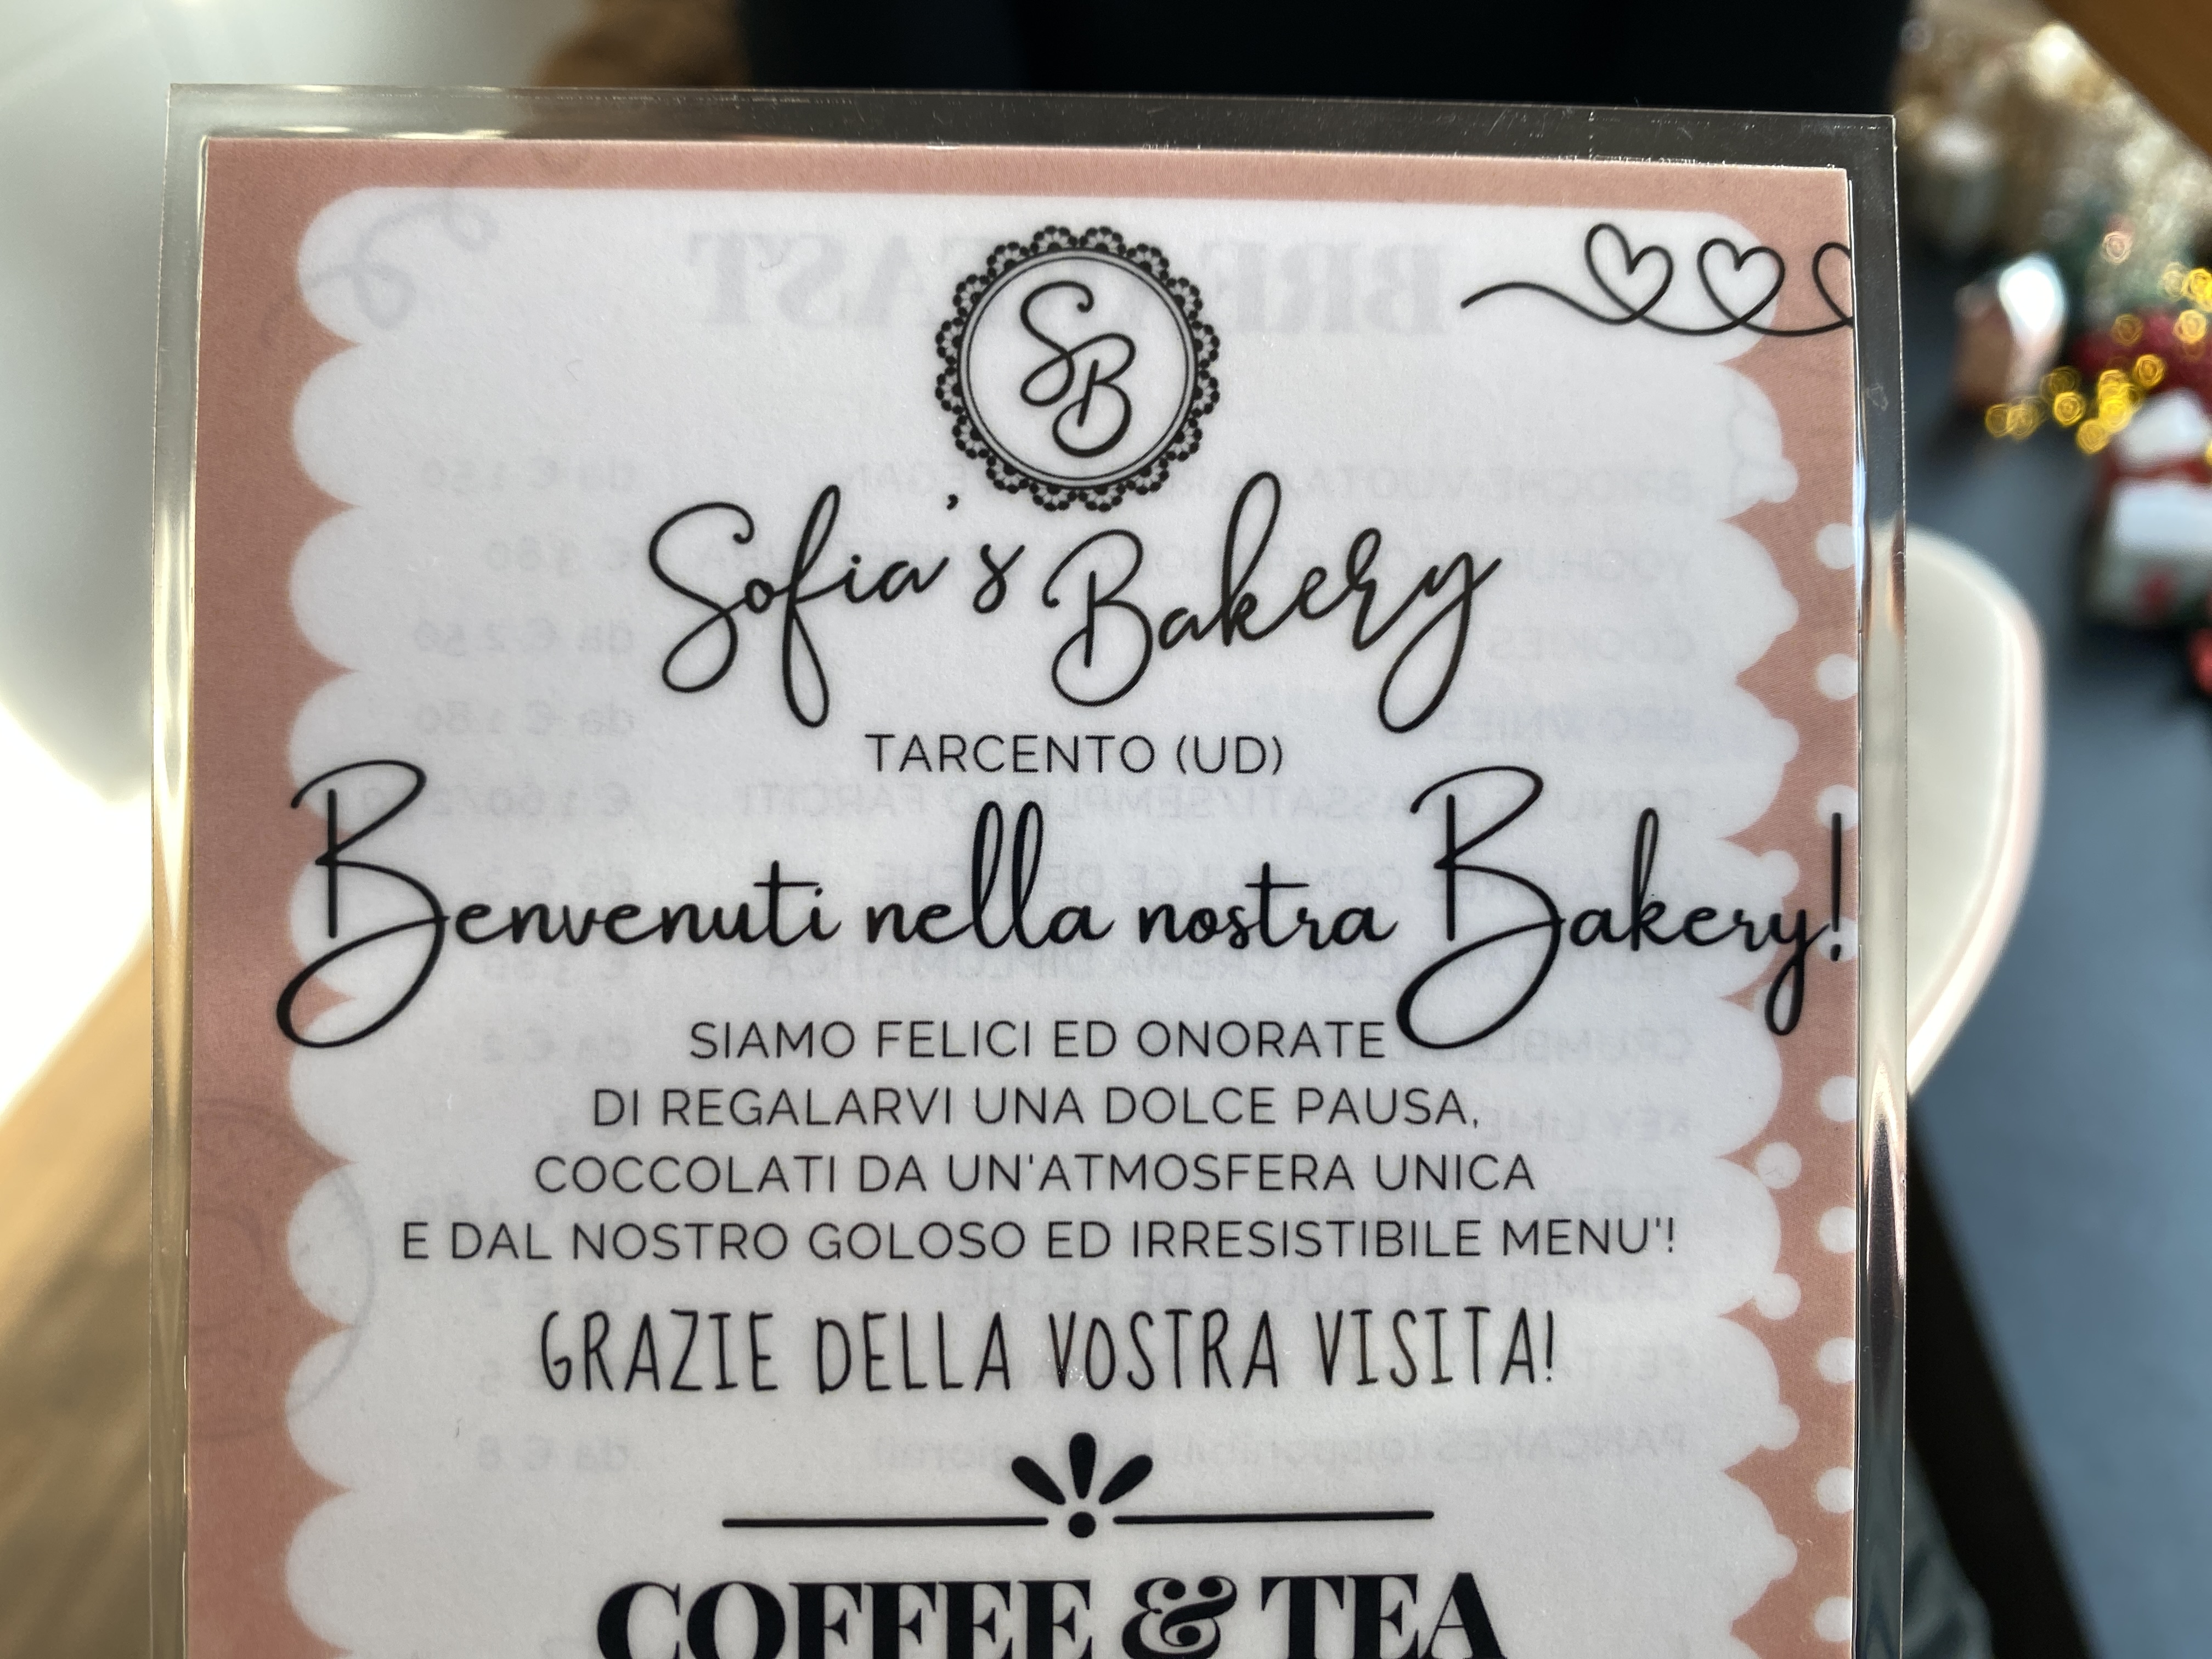 SB
Sofia's Bakery
TARCENTO (UD)
Benvenuti nella nostra Bakery!
SIAMO FELICI ED ONORATE
DI REGALARVI UNA DOLCE PAUSA,
COCCOLATI DA UN'ATMOSFERA UNICA
E DAL NOSTRO GOLOSO ED IRRESISTIBILE MENU'!
GRAZIE DELLA VOSTRA VISITA!
COFFEE & TEA